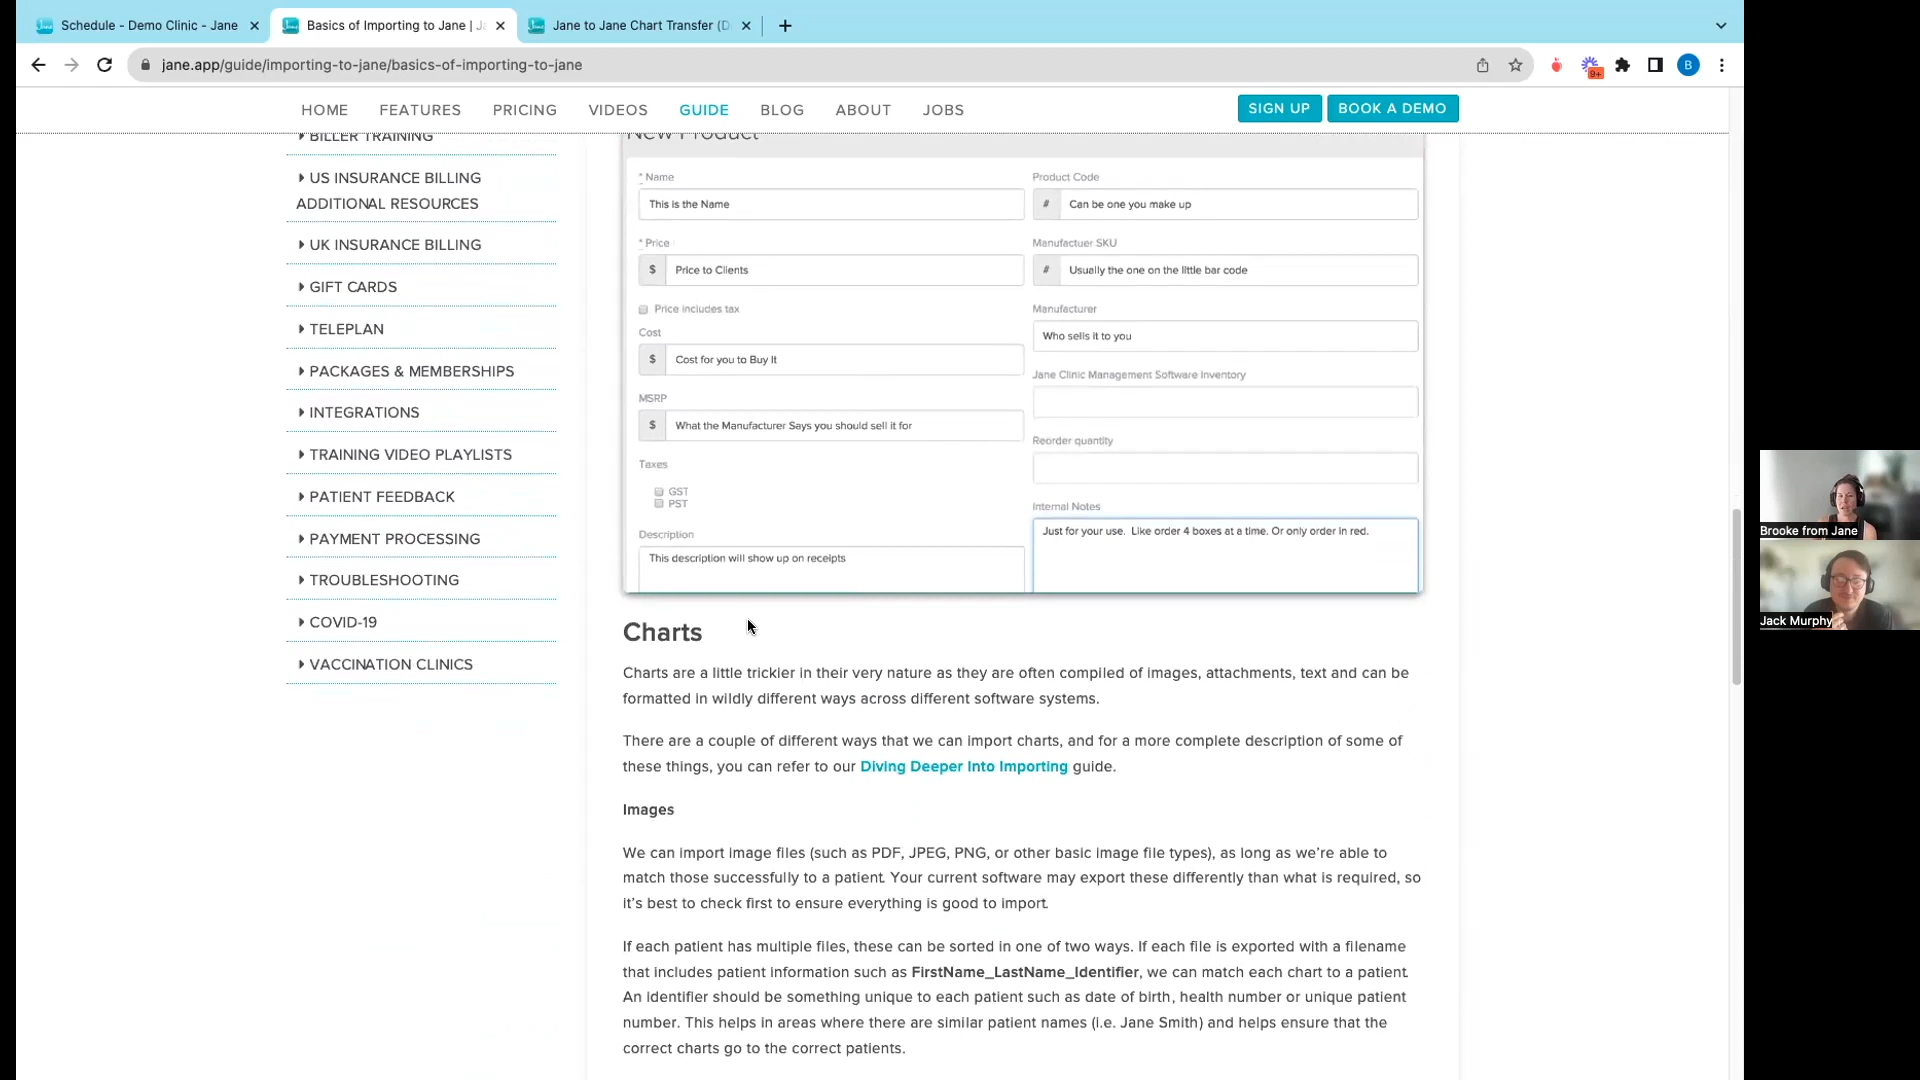 Schedule - Demo Clinic - Jane
Basics of Importing to Jane | Ja
Jane to Jane Chart Transfer (D
jane.app/guide/importing-to-jane/basics-of-importing-to-jane
9+
B
HOME FEATURES PRICING VIDEOS GUIDE BLOG ABOUT JOBS
SIGN UP BOOK A DEMO
BILLER TRAINING
US INSURANCE BILLING
ADDITIONAL RESOURCES
UK INSURANCE BILLING
GIFT CARDS
TELEPLAN
PACKAGES & MEMBERSHIPS
INTEGRATIONS
TRAINING VIDEO PLAYLISTS
PATIENT FEEDBACK
PAYMENT PROCESSING
TROUBLESHOOTING
COVID-19
VACCINATION CLINICS
New Product
* Name
This is the Name
* Price
$ Price to Clients
Price includes tax
Cost
$ Cost for you to Buy It
MSRP
$ What the Manufacturer Says you should sell it for
Taxes
GST
PST
Description
This description will show up on receipts
Product Code
# Can be one you make up
Manufactuer SKU
# Usually the one on the little bar code
Manufacturer
Who sells it to you
Jane Clinic Management Software Inventory
Reorder quantity
Internal Notes
Just for your use. Like order 4 boxes at a time. Or only order in red.
Charts
Charts are a little trickier in their very nature as they are often compiled of images, attachments, text and can be
formatted in wildly different ways across different software systems.
There are a couple of different ways that we can import charts, and for a more complete description of some of
these things, you can refer to our Diving Deeper Into Importing guide.
Images
We can import image files (such as PDF, JPEG, PNG, or other basic image file types), as long as we're able to
match those successfully to a patient. Your current software may export these differently than what is required, so
it's best to check first to ensure everything is good to import.
If each patient has multiple files, these can be sorted in one of two ways. If each file is exported with a filename
that includes patient information such as FirstName_LastName_Identifier, we can match each chart to a patient.
An identifier should be something unique to each patient such as date of birth, health number or unique patient
number. This helps in areas where there are similar patient names (i.e. Jane Smith) and helps ensure that the
correct charts go to the correct patients.
Brooke from Jane
Jack Murphy